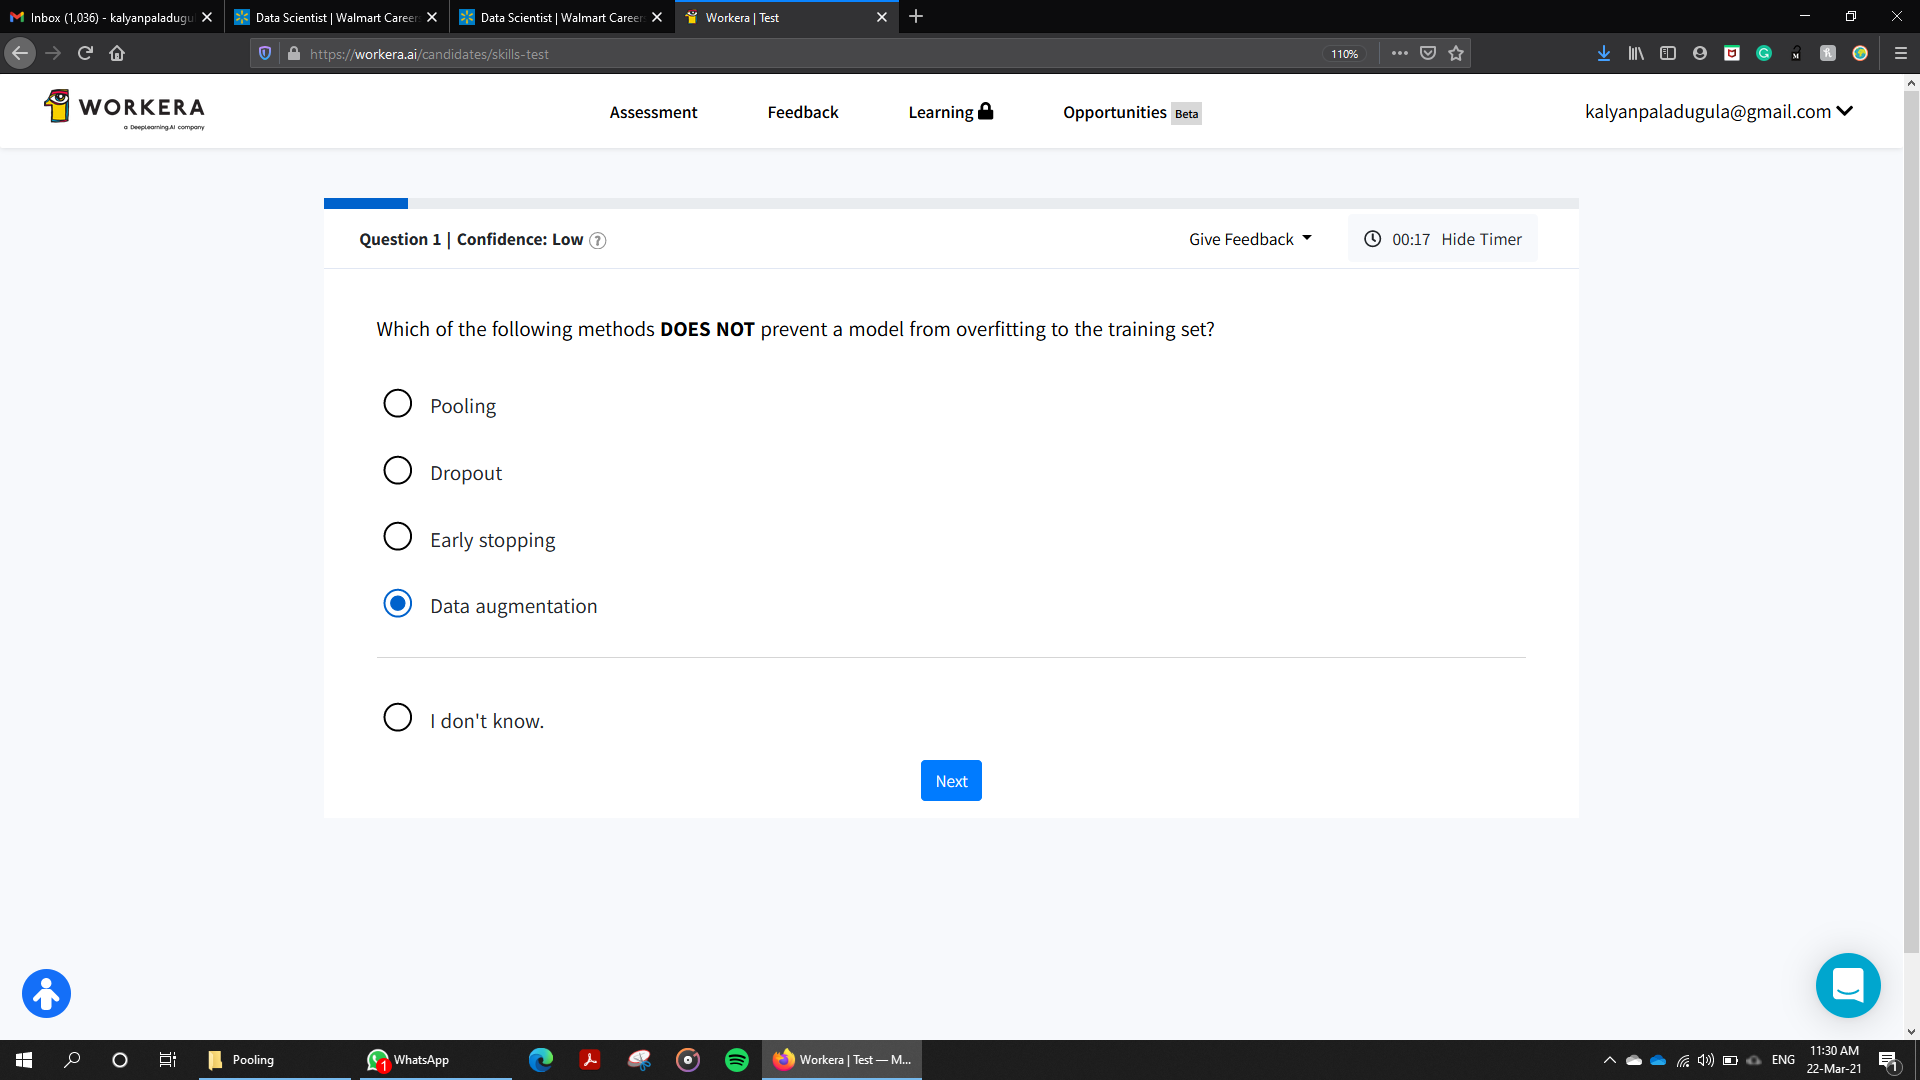 Inbox (1,036) - kalyanpaladugu
Data Scientist | Walmart Career
Data Scientist | Walmart Career
Workera | Test
https://workera.ai/candidates/skills-test
110%
WORKERA
a DeepLearning.AI company
Assessment
Feedback
Learning
Opportunities Beta
kalyanpaladugula@gmail.com
Question 1 | Confidence: Low ?
Give Feedback
00:17 Hide Timer
Which of the following methods DOES NOT prevent a model from overfitting to the training set?
Pooling
Dropout
Early stopping
Data augmentation
I don't know.
Next
Pooling
1
WhatsApp
Workera | Test — M...
ENG
11:30 AM
22-Mar-21
1